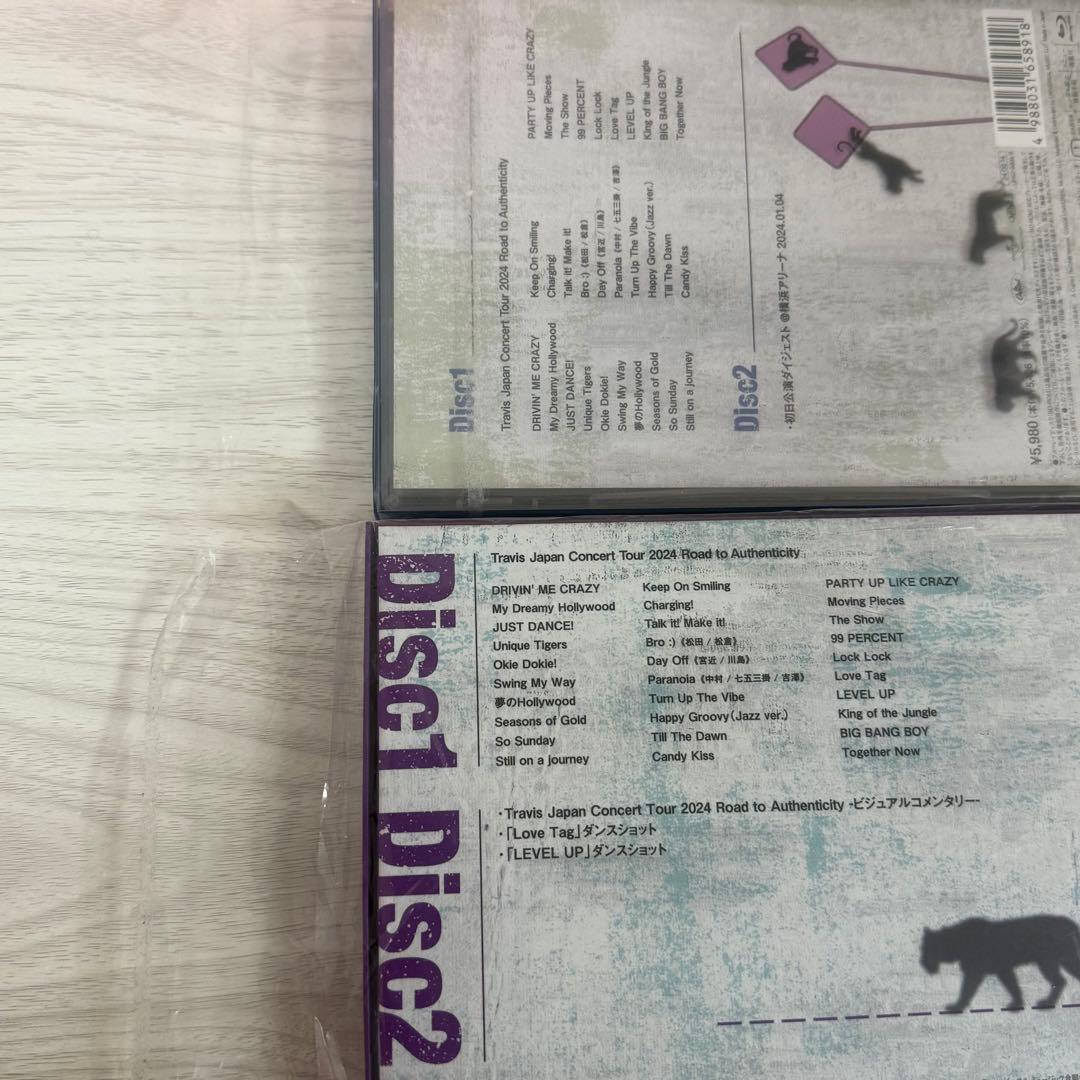 Disc1
Travis Japan Concert Tour 2024 Road to Authenticity
DRIVIN' ME CRAZY
My Dreamy Hollywood
JUST DANCE!
Unique Tigers
Okie Dokie!
Swing My Way
夢のHollywood
Seasons of Gold
So Sunday
Still on a journey
Keep On Smiling
Charging!
Talk it! Make it!
Bro :)《松田 / 松倉》
Day Off《宮近 / 川島》
Paranoia《中村 / 七五三掛 / 吉澤》
Turn Up The Vibe
Happy Groovy(Jazz ver.)
Till The Dawn
Candy Kiss
PARTY UP LIKE CRAZY
Moving Pieces
The Show
99 PERCENT
Lock Lock
Love Tag
LEVEL UP
King of the Jungle
BIG BANG BOY
Together Now
Disc2
・初日公演ダイジェスト @横浜アリーナ 2024.01.04
¥5,980
4 988031 658918
Disc1
Travis Japan Concert Tour 2024 Road to Authenticity
DRIVIN' ME CRAZY
My Dreamy Hollywood
JUST DANCE!
Unique Tigers
Okie Dokie!
Swing My Way
夢のHollywood
Seasons of Gold
So Sunday
Still on a journey
Keep On Smiling
Charging!
Talk it! Make it!
Bro :)《松田 / 松倉》
Day Off《宮近 / 川島》
Paranoia《中村 / 七五三掛 / 吉澤》
Turn Up The Vibe
Happy Groovy(Jazz ver.)
Till The Dawn
Candy Kiss
PARTY UP LIKE CRAZY
Moving Pieces
The Show
99 PERCENT
Lock Lock
Love Tag
LEVEL UP
King of the Jungle
BIG BANG BOY
Together Now
Disc2
・Travis Japan Concert Tour 2024 Road to Authenticity -ビジュアルコメンタリー-
・「Love Tag」ダンスショット
・「LEVEL UP」ダンスショット